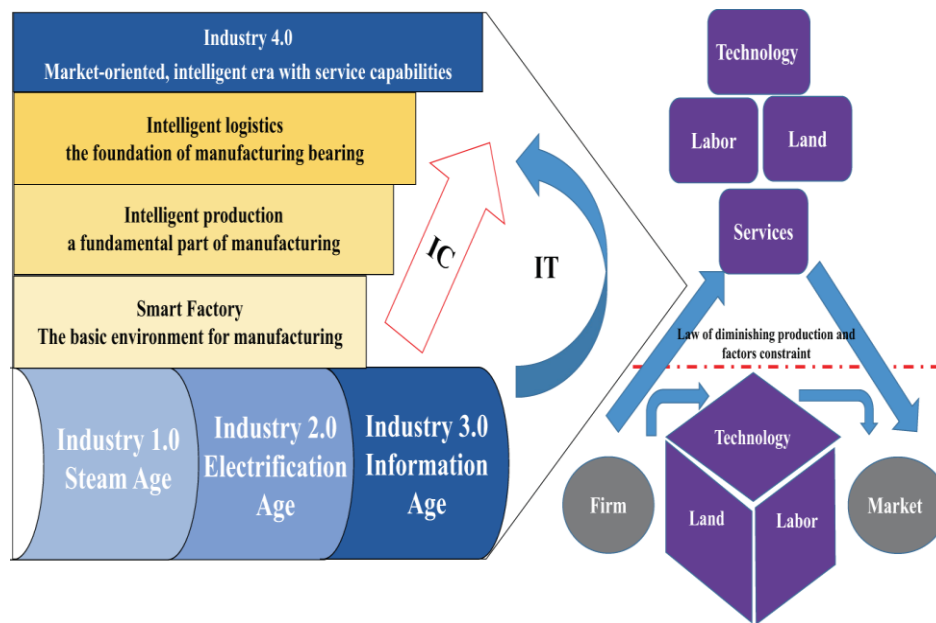 Industry 4.0
Market-oriented, intelligent era with service capabilities
Intelligent logistics
the foundation of manufacturing bearing
Intelligent production
a fundamental part of manufacturing
Smart Factory
The basic environment for manufacturing
IC
IT
Industry 1.0
Steam Age
Industry 2.0
Electrification
Age
Industry 3.0
Information
Age
Technology
Labor
Land
Services
Law of diminishing production and
factors constraint
Firm
Technology
Land
Labor
Market